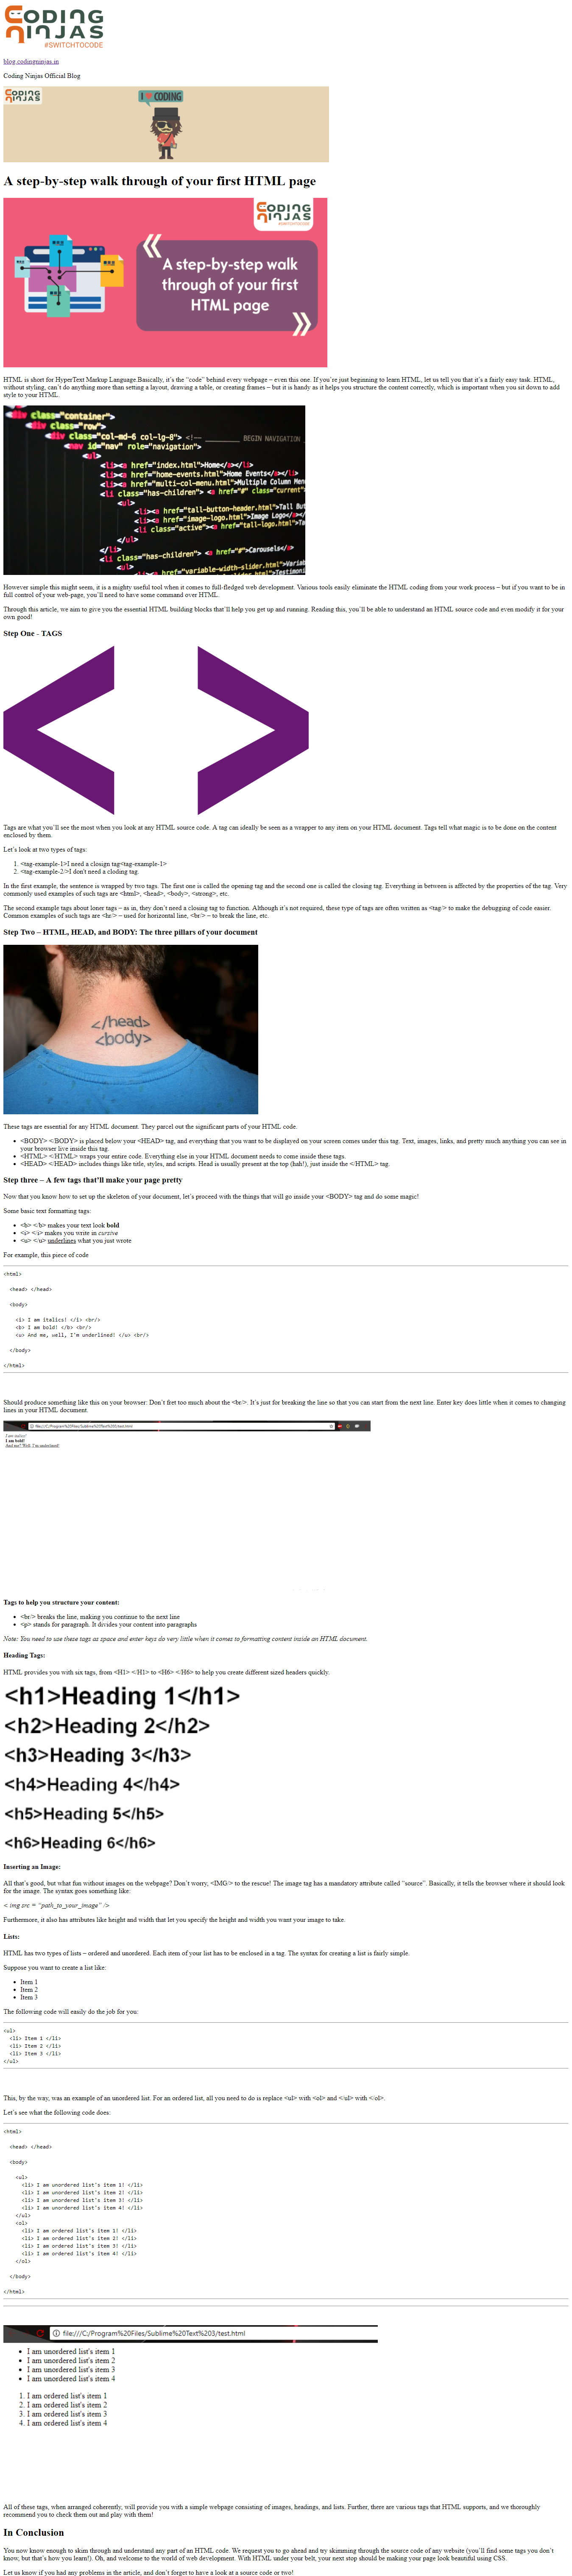 CODING
NINJAS
#SWITCHTOCODE
blog.codingninjas.in
Coding Ninjas Official Blog
CODING
NINJAS
I CODING
A step-by-step walk through of your first HTML page
CODING
NINJAS
#SWITCHTOCODE
A step-by-step walk
through of your first
HTML page
HTML is short for HyperText Markup Language.Basically, it's the “code” behind every webpage – even this one. If you're just beginning to learn HTML, let us tell you that it's a fairly easy task. HTML,
without styling, can't do anything more than setting a layout, drawing a table, or creating frames – but it is handy as it helps you structure the content correctly, which is important when you sit down to add
style to your HTML.
class="container">
<div class="row">
<div class="col-md-6 col-lg-8"> <!-- BEGIN NAVIGATION
<nav id="nav" role="navigation">
<ul>
<li><a href="index.html">Home</a></li>
<li><a href="home-events.html">Home Events</a></li>
<li><a href="multi-col-menu.html">Multiple Column Men
<li class="has-children"> <a href="#" class="current"
<ul>
<li><a href="tall-button-header.html">Tall But
<li><a href="image-logo.html">Image Logo</a></
<li class="active"><a href="tall-logo.html">Ta
</ul>
</li>
<li class="has-children"> <a href="#">Carousels</a>
<ul>
<li><a href="variable-width-slider.html">Variab
However simple this might seem, it is a mighty useful tool when it comes to full-fledged web development. Various tools easily eliminate the HTML coding from your work process – but if you want to be in
full control of your web-page, you'll need to have some command over HTML.
Through this article, we aim to give you the essential HTML building blocks that'll help you get up and running. Reading this, you'll be able to understand an HTML source code and even modify it for your
own good!
Step One - TAGS
< >
Tags are what you'll see the most when you look at any HTML source code. A tag can ideally be seen as a wrapper to any item on your HTML document. Tags tell what magic is to be done on the content
enclosed by them.
Let's look at two types of tags:
1. <tag-example-1>I need a closign tag<tag-example-1>
2. <tag-example-2/>I don't need a cloding tag.
In the first example, the sentence is wrapped by two tags. The first one is called the opening tag and the second one is called the closing tag. Everything in between is affected by the properties of the tag. Very
commonly used examples of such tags are <html>, <head>, <body>, <strong>, etc.
The second example tags about loner tags – as in, they don't need a closing tag to function. Although it's not required, these type of tags are often written as <tag/> to make the debugging of code easier.
Common examples of such tags are <hr/> – used for horizontal line, <br/> – to break the line, etc.
Step Two – HTML, HEAD, and BODY: The three pillars of your document
</head>
<body>
These tags are essential for any HTML document. They parcel out the significant parts of your HTML code.
• <BODY> </BODY> is placed below your <HEAD> tag, and everything that you want to be displayed on your screen comes under this tag. Text, images, links, and pretty much anything you can see in
your browser live inside this tag.
• <HTML> </HTML> wraps your entire code. Everything else in your HTML document needs to come inside these tags.
• <HEAD> </HEAD> includes things like title, styles, and scripts. Head is usually present at the top (hah!), just inside the </HTML> tag.
Step three – A few tags that'll make your page pretty
Now that you know how to set up the skeleton of your document, let's proceed with the things that will go inside your <BODY> tag and do some magic!
Some basic text formatting tags:
• <b> </b> makes your text look bold
• <i> </i> makes you write in cursive
• <u> </u> underlines what you just wrote
For example, this piece of code
<html>
<head> </head>
<body>
<i> I am italics! </i> <br/>
<b> I am bold! </b> <br/>
<u> And me, well, I'm underlined! </u> <br/>
</body>
</html>
Should produce something like this on your browser: Don't fret too much about the <br/>. It's just for breaking the line so that you can start from the next line. Enter key does little when it comes to changing
lines in your HTML document.
file:///C:/Program%20Files/Sublime%20Text%203/test.html
I am italics!
I am bold!
And me? Well, I'm underlined!
Tags to help you structure your content:
• <br/> breaks the line, making you continue to the next line
• <p> stands for paragraph. It divides your content into paragraphs
Note: You need to use these tags as space and enter keys do very little when it comes to formatting content inside an HTML document.
Heading Tags:
HTML provides you with six tags, from <H1> </H1> to <H6> </H6> to help you create different sized headers quickly.
<h1>Heading 1</h1>
<h2>Heading 2</h2>
<h3>Heading 3</h3>
<h4>Heading 4</h4>
<h5>Heading 5</h5>
<h6>Heading 6</h6>
Inserting an Image:
All that's good, but what fun without images on the webpage? Don't worry, <IMG/> to the rescue! The image tag has a mandatory attribute called “source”. Basically, it tells the browser where it should look
for the image. The syntax goes something like:
< img src = “path_to_your_image” />
Furthermore, it also has attributes like height and width that let you specify the height and width you want your image to take.
Lists:
HTML has two types of lists – ordered and unordered. Each item of your list has to be enclosed in a tag. The syntax for creating a list is fairly simple.
Suppose you want to create a list like:
• Item 1
• Item 2
• Item 3
The following code will easily do the job for you:
<ul>
<li> Item 1 </li>
<li> Item 2 </li>
<li> Item 3 </li>
</ul>
This, by the way, was an example of an unordered list. For an ordered list, all you need to do is replace <ul> with <ol> and </ul> with </ol>.
Let's see what the following code does:
<html>
<head> </head>
<body>
<ul>
<li> I am unordered list's item 1! </li>
<li> I am unordered list's item 2! </li>
<li> I am unordered list's item 3! </li>
<li> I am unordered list's item 4! </li>
</ul>
<ol>
<li> I am ordered list's item 1! </li>
<li> I am ordered list's item 2! </li>
<li> I am ordered list's item 3! </li>
<li> I am ordered list's item 4! </li>
</ol>
</body>
</html>
file:///C:/Program%20Files/Sublime%20Text%203/test.html
• I am unordered list's item 1
• I am unordered list's item 2
• I am unordered list's item 3
• I am unordered list's item 4
1. I am ordered list's item 1
2. I am ordered list's item 2
3. I am ordered list's item 3
4. I am ordered list's item 4
All of these tags, when arranged coherently, will provide you with a simple webpage consisting of images, headings, and lists. Further, there are various tags that HTML supports, and we thoroughly
recommend you to check them out and play with them!
In Conclusion
You now know enough to skim through and understand any part of an HTML code. We request you to go ahead and try skimming through the source code of any website (you'll find some tags you don't
know, but that's how you learn!). Oh, and welcome to the world of web development. With HTML under your belt, your next stop should be making your page look beautiful using CSS.
Let us know if you had any problems in the article, and don't forget to have a look at a source code or two!